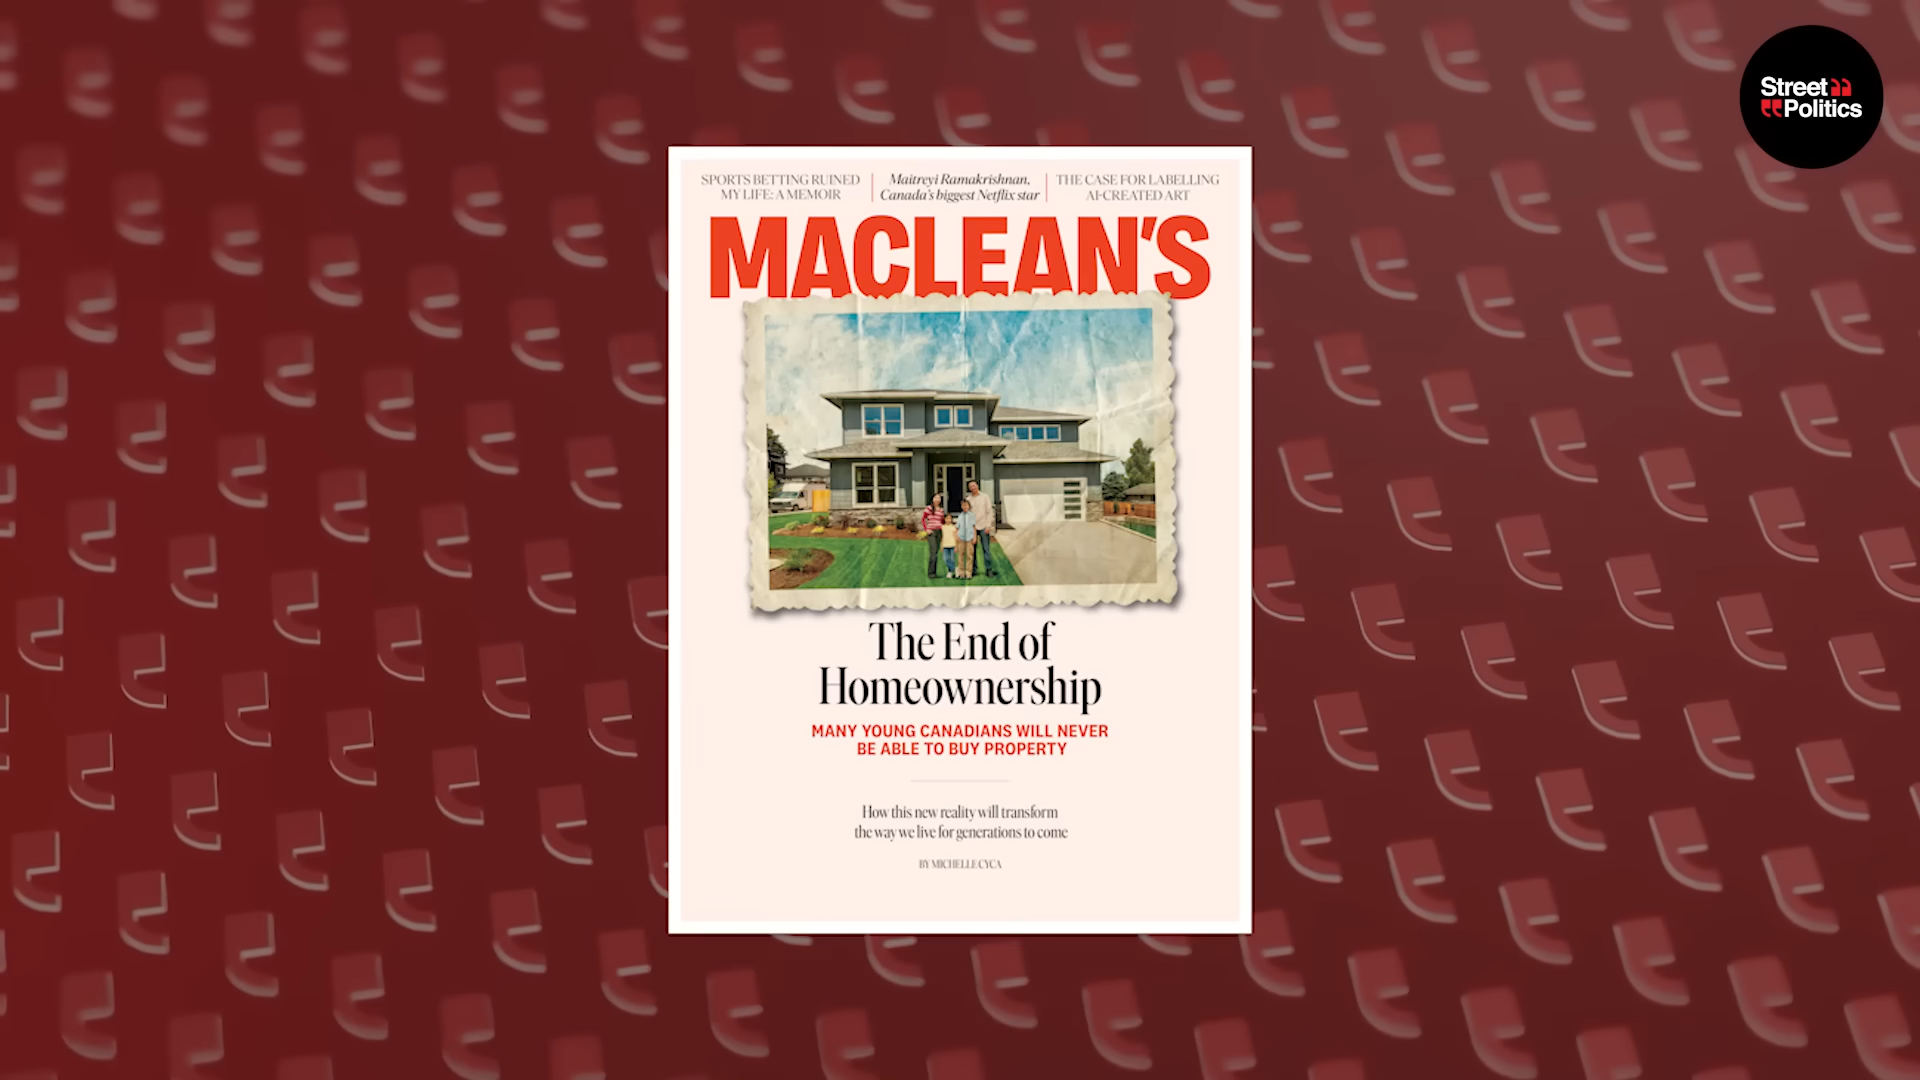 Street
Politics
SPORTS BETTING RUINED
MY LIFE: A MEMOIR
Maitreyi Ramakrishnan,
Canada's biggest Netflix star
THE CASE FOR LABELLING
AI-CREATED ART
MACLEAN'S
The End of
Homeownership
MANY YOUNG CANADIANS WILL NEVER
BE ABLE TO BUY PROPERTY
How this new reality will transform
the way we live for generations to come
BY MICHELLE CYCA